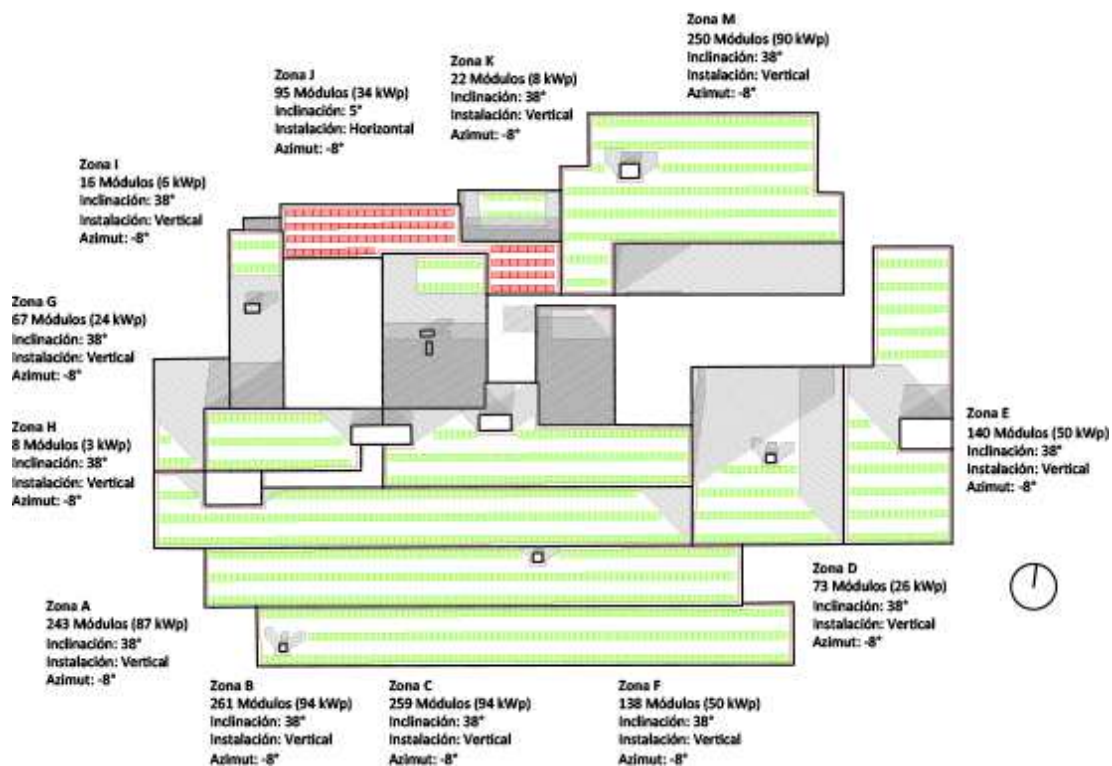 Zona M
250 Módulos (90 kWp)
Inclinación: 38°
Instalación: Vertical
Azimut: -8°
Zona K
22 Módulos (8 kWp)
Inclinación: 38°
Instalación: Vertical
Azimut: -8°
Zona J
95 Módulos (34 kWp)
Inclinación: 5°
Instalación: Horizontal
Azimut: -8°
Zona I
16 Módulos (6 kWp)
Inclinación: 38°
Instalación: Vertical
Azimut: -8°
Zona G
67 Módulos (24 kWp)
Inclinación: 38°
Instalación: Vertical
Azimut: -8°
Zona H
8 Módulos (3 kWp)
Inclinación: 38°
Instalación: Vertical
Azimut: -8°
Zona E
140 Módulos (50 kWp)
Inclinación: 38°
Instalación: Vertical
Azimut: -8°
Zona D
73 Módulos (26 kWp)
Inclinación: 38°
Instalación: Vertical
Azimut: -8°
Zona A
243 Módulos (87 kWp)
Inclinación: 38°
Instalación: Vertical
Azimut: -8°
Zona B
261 Módulos (94 kWp)
Inclinación: 38°
Instalación: Vertical
Azimut: -8°
Zona C
259 Módulos (94 kWp)
Inclinación: 38°
Instalación: Vertical
Azimut: -8°
Zona F
138 Módulos (50 kWp)
Inclinación: 38°
Instalación: Vertical
Azimut: -8°